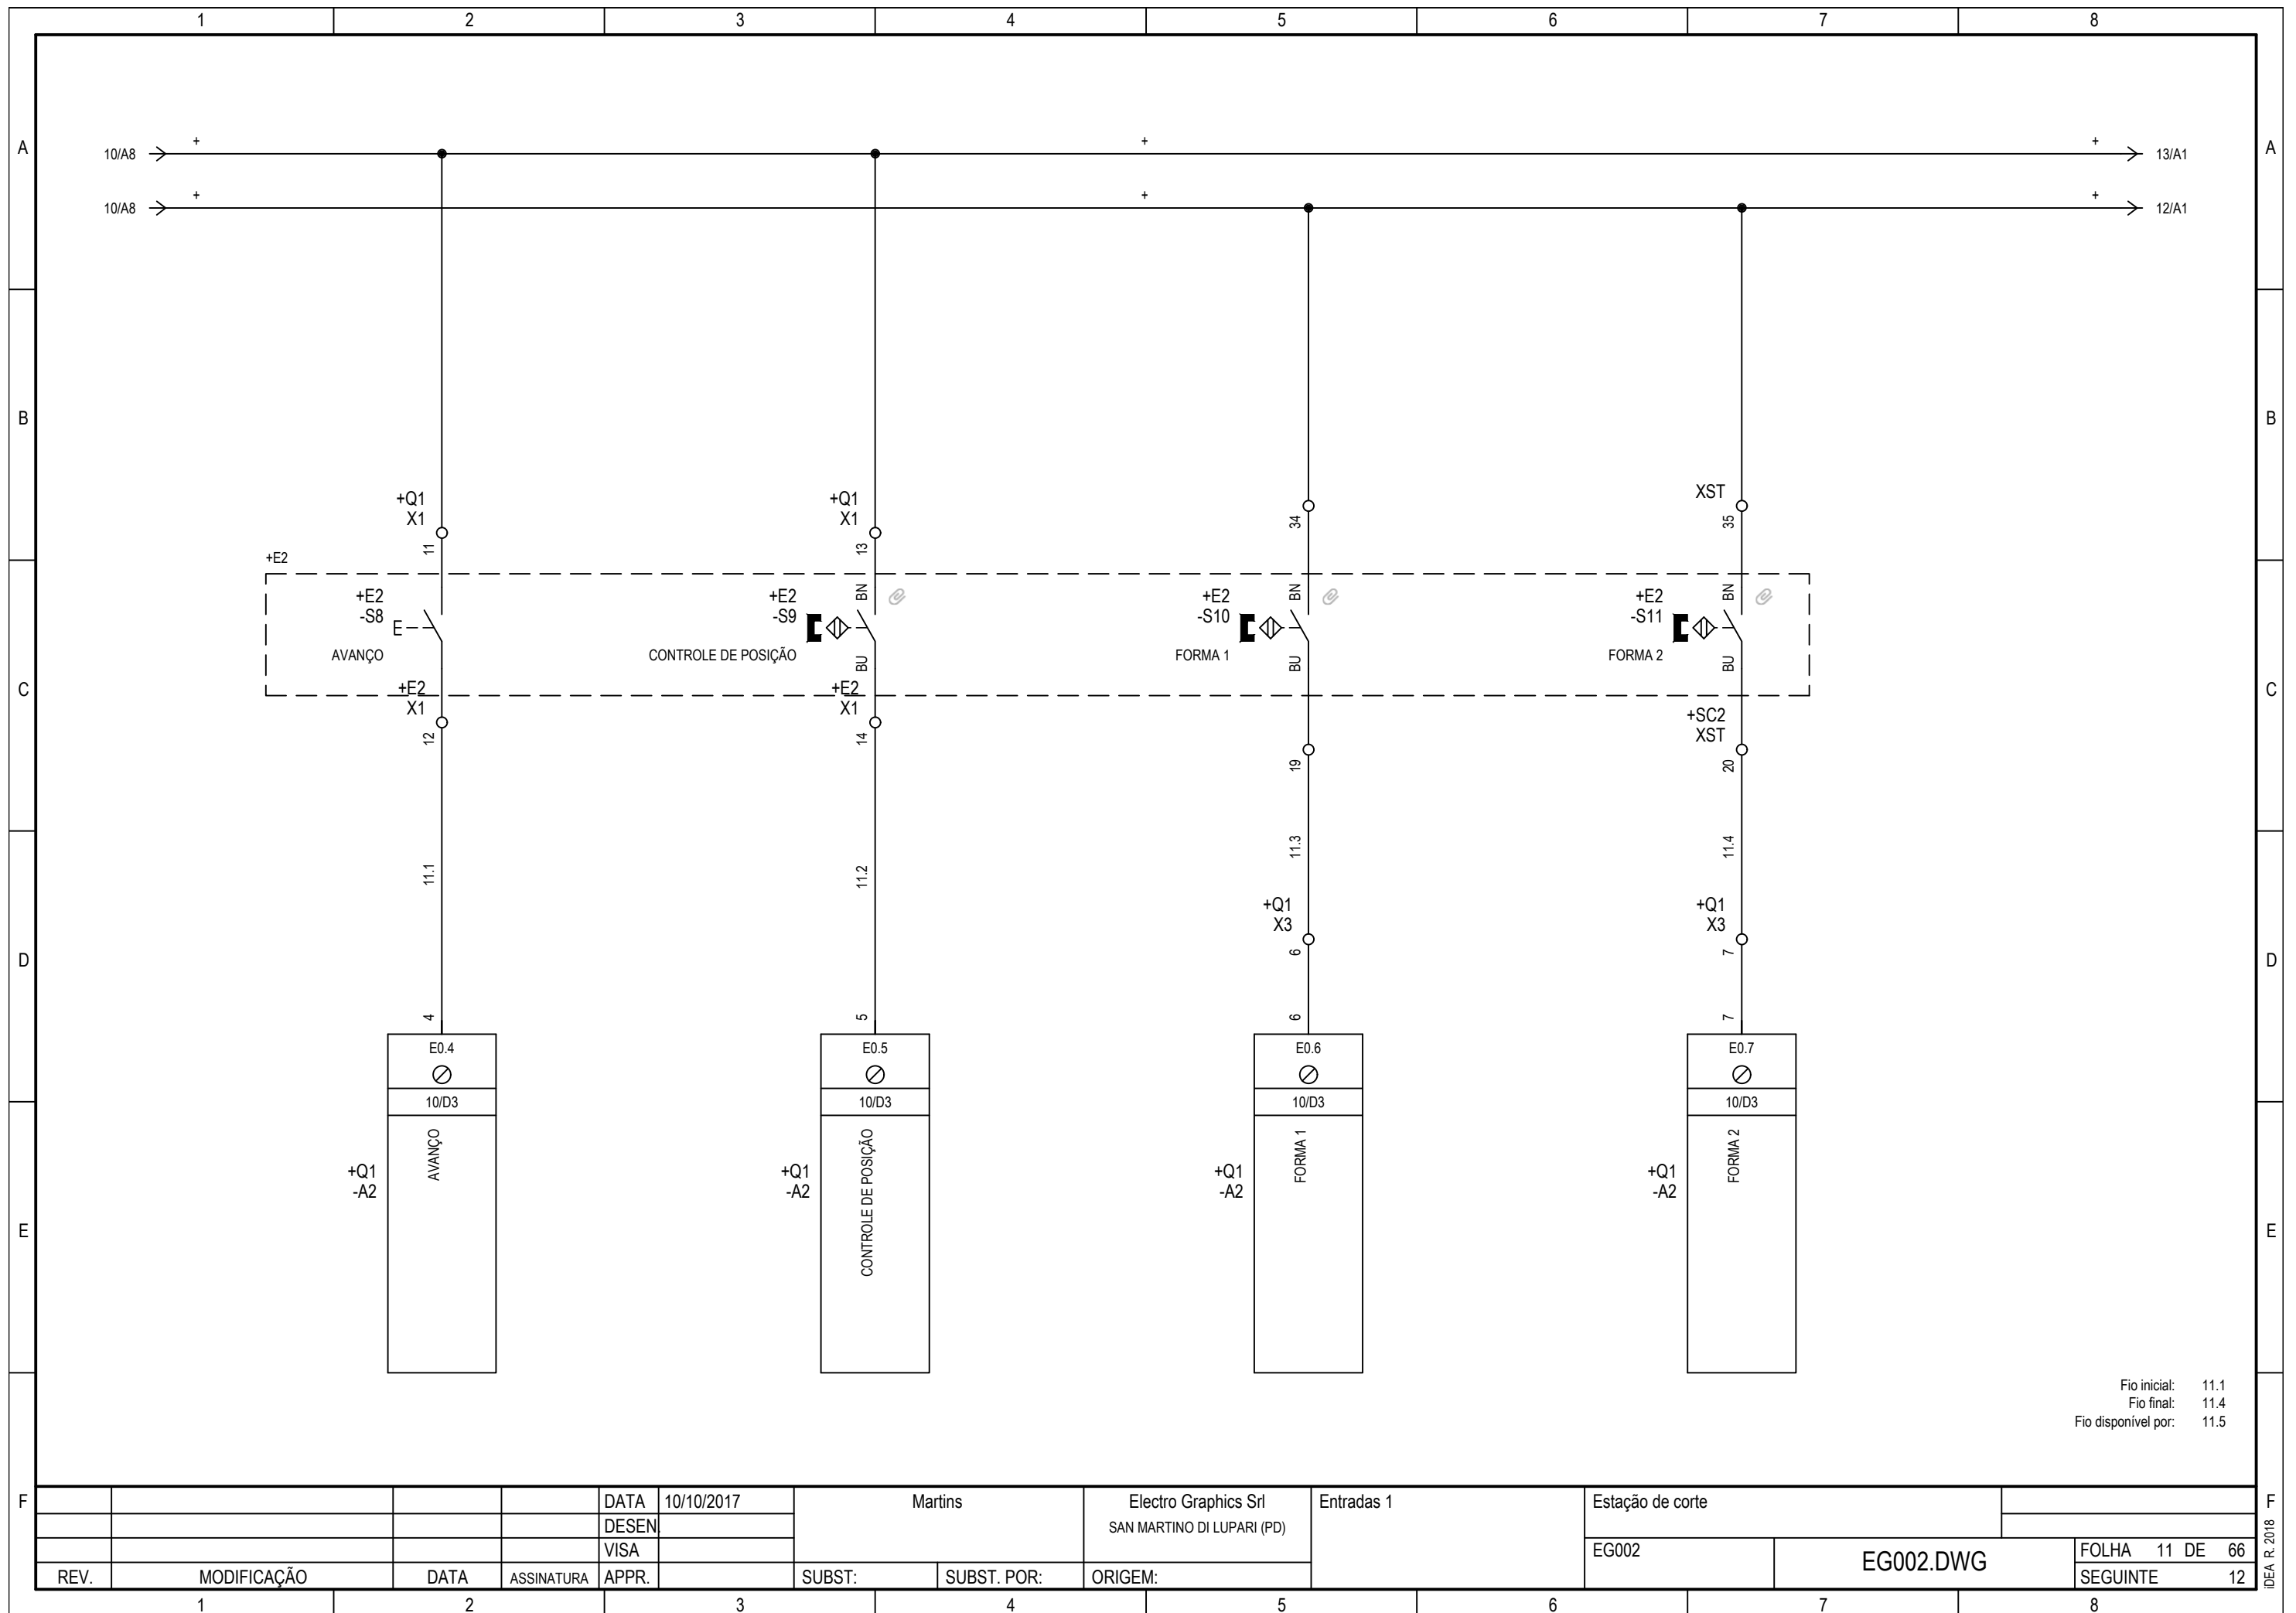 1 2 3 4 5 6 7 8
A A
10/A8 + + + 13/A1
10/A8 + + + 12/A1
B B
+Q1
X1
11
+Q1
X1
13
34
XST
35
+E2
+E2
-S8
E
AVANÇO
+E2
-S9
BN
CONTROLE DE POSIÇÃO
BU
+E2
-S10
BN
FORMA 1
BU
+E2
-S11
BN
FORMA 2
BU
C C
+E2
X1
12
+E2
X1
14
19
+SC2
XST
20
11.1
11.2
11.3
11.4
+Q1
X3
6
+Q1
X3
7
D D
4
5
6
7
E0.4
E0.5
E0.6
E0.7
10/D3
10/D3
10/D3
10/D3
+Q1
-A2
AVANÇO
+Q1
-A2
CONTROLE DE POSIÇÃO
+Q1
-A2
FORMA 1
+Q1
-A2
FORMA 2
E E
Fio inicial: 11.1
Fio final: 11.4
Fio disponível por: 11.5
F F
REV. MODIFICAÇÃO DATA ASSINATURA
DATA 10/10/2017
DESEN.
VISA
APPR.
Martins
SUBST: SUBST. POR: ORIGEM:
Electro Graphics Srl
SAN MARTINO DI LUPARI (PD)
Entradas 1
Estação de corte
EG002
EG002.DWG
FOLHA 11 DE 66
SEGUINTE 12
iDEA R. 2018
1 2 3 4 5 6 7 8